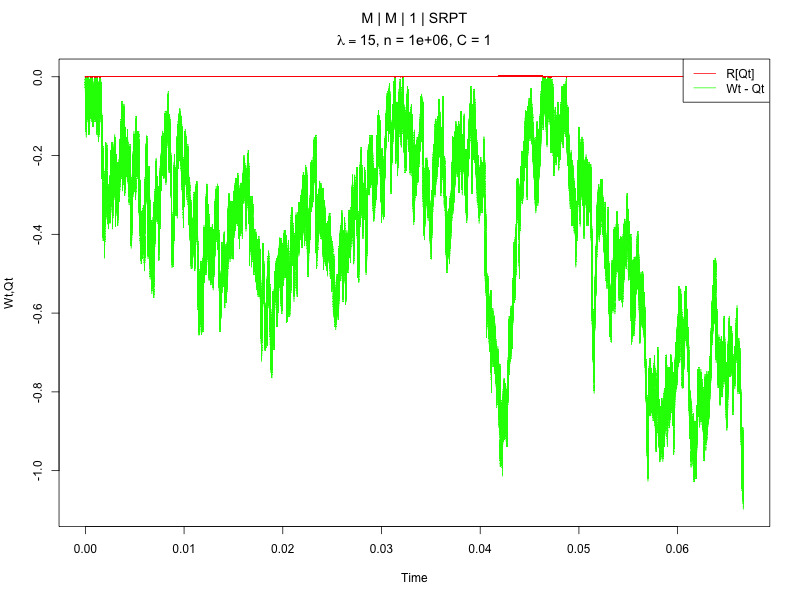 M | M | 1 | SRPT
λ = 15, n = 1e+06, C = 1
R[Qt]
Wt - Qt
Wt,Qt
0.0
-0.2
-0.4
-0.6
-0.8
-1.0
0.00 0.01 0.02 0.03 0.04 0.05 0.06
Time